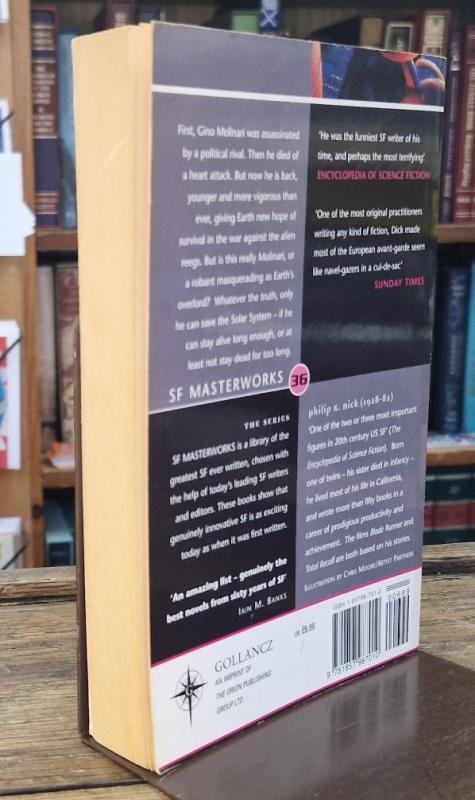 First, Gino Molinari was assassinated
by a political rival. Then he died of
a heart attack. But now he is back,
younger and more vigorous than
ever, giving Earth new hope of
survival in the war against the alien
reegs. But is this really Molinari, or
a robant masquerading as Earth's
overlord? Whatever the truth, only
he can save the Solar System – if he
can stay alive long enough, or at
least not stay dead for too long.
'He was the funniest SF writer of his
time, and perhaps the most terrifying'
ENCYCLOPEDIA OF SCIENCE FICTION
'One of the most original practitioners
writing any kind of fiction, Dick made
most of the European avant-garde seem
like navel-gazers in a cul-de-sac'
SUNDAY TIMES
SF MASTERWORKS 36
THE SERIES
SF MASTERWORKS is a library of the
greatest SF ever written, chosen with
the help of today's leading SF writers
and editors. These books show that
genuinely innovative SF is as exciting
today as when it was first written.
'An amazing list – genuinely the
best novels from sixty years of SF'
IAIN M. BANKS
philip k. dick (1928-82)
'One of the two or three most important
figures in 20th century US SF' (The
Encyclopedia of Science Fiction). Born
one of twins – his sister died in infancy –
he lived most of his life in California,
and wrote more than fifty books in a
career of prodigious productivity and
achievement. The films Blade Runner and
Total Recall are both based on his stories.
ILLUSTRATION BY CHRIS MOORE/ARTIST PARTNERS
GOLLANCZ
AN IMPRINT OF
THE ORION PUBLISHING
GROUP LTD
UK £6.99
ISBN 1-85798-701-2
00699
9 781857 987010